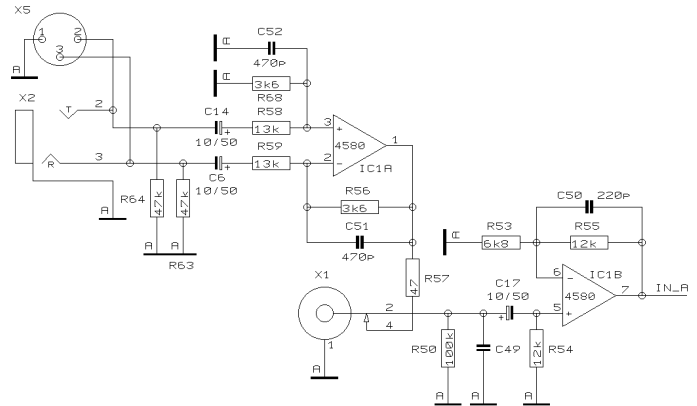 X5
1
2
3
A
X2
T
2
R
3
A
C52
470p
A
3k6
R68
A
C14
10/50
+
R58
13k
R59
13k
C6
10/50
+
R64
47k
47k
A
A
R63
3
+
4580
2
-
1
IC1A
R56
3k6
C51
470p
47
R57
X1
1
A
2
4
C50
220p
R53
6k8
A
R55
12k
6
-
IC1B
4580
5
+
7
IN_A
C17
10/50
+
R50
100k
C49
12k
R54
A
A
A